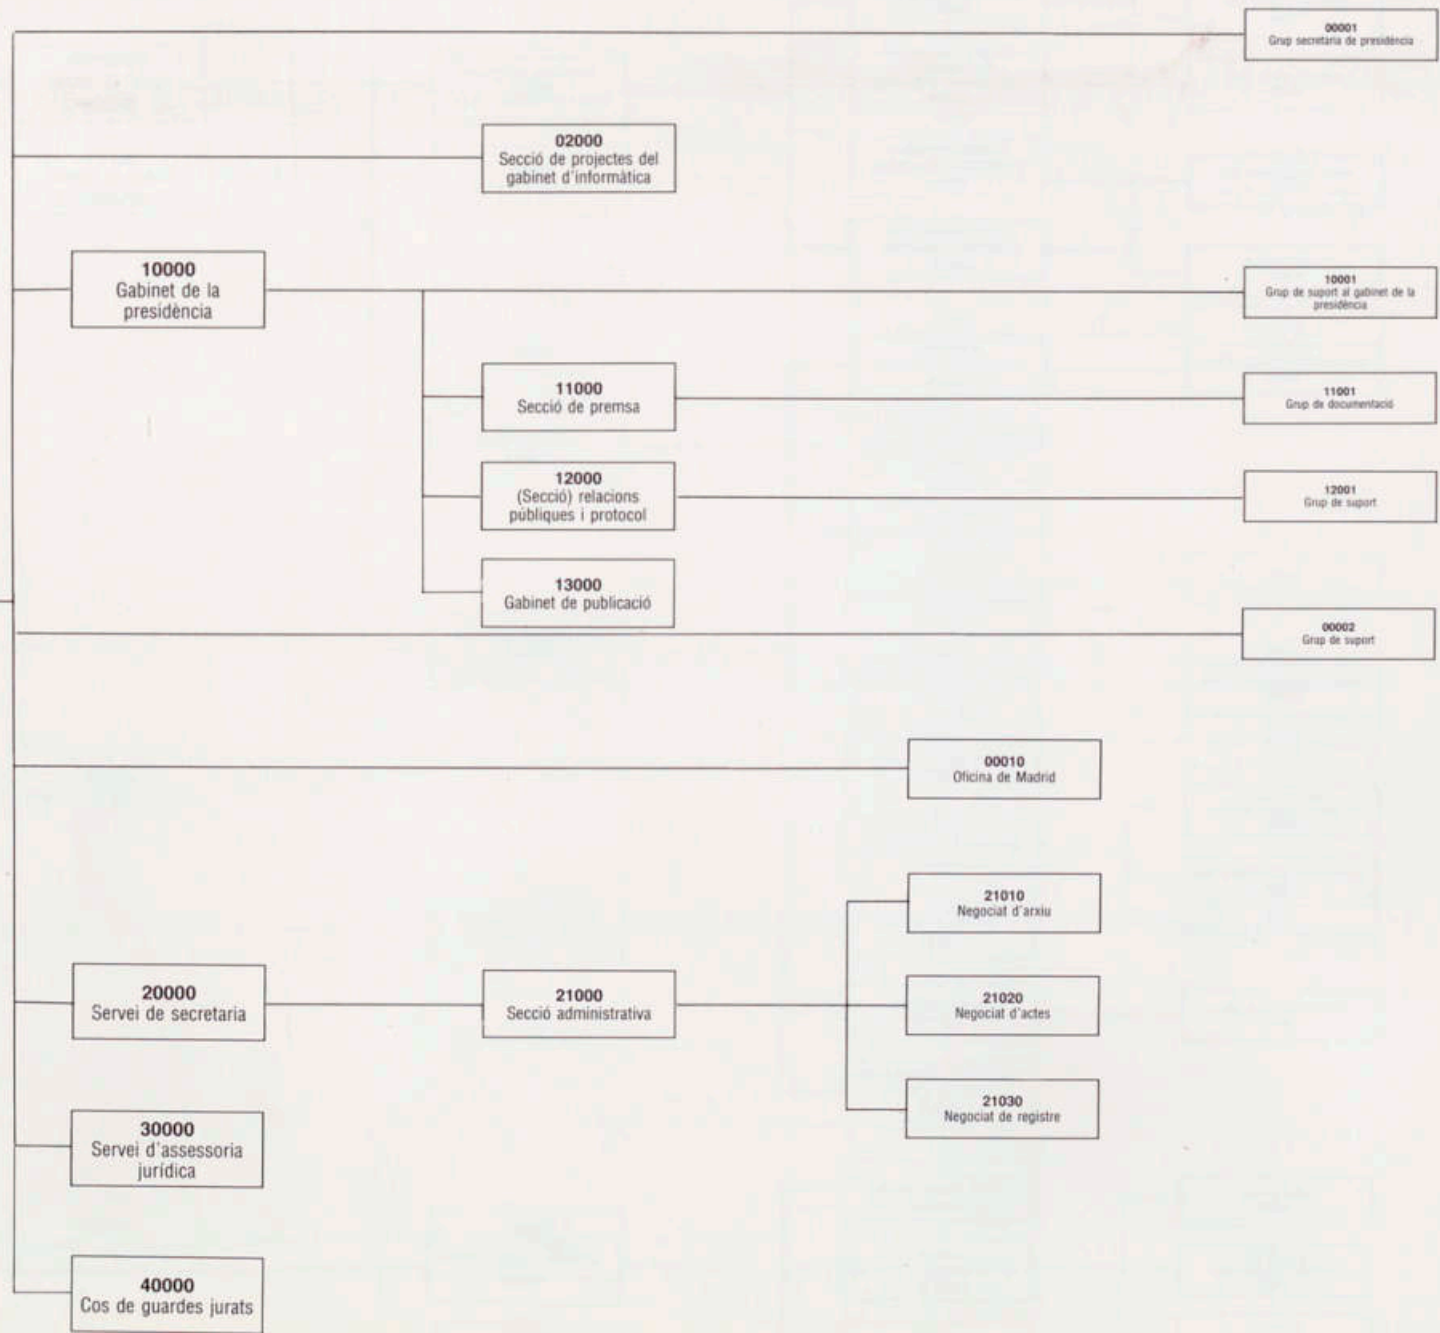 00001
Grup secretaria de presidència
02000
Secció de projectes del
gabinet d'informàtica
10000
Gabinet de la
presidència
10001
Grup de suport al gabinet de la
presidència
11000
Secció de premsa
11001
Grup de documentació
12000
(Secció) relacions
públiques i protocol
12001
Grup de suport
13000
Gabinet de publicació
00002
Grup de suport
00010
Oficina de Madrid
21010
Negociat d'arxiu
20000
Servei de secretaria
21000
Secció administrativa
21020
Negociat d'actes
21030
Negociat de registre
30000
Servei d'assessoria
jurídica
40000
Cos de guardes jurats